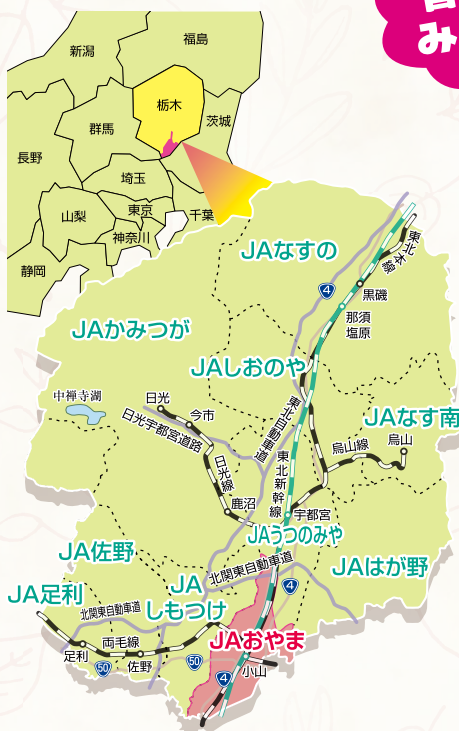 み
新潟
福島
栃木
茨城
群馬
長野
埼玉
山梨
東京
千葉
神奈川
静岡
JAなすの
東北本線
4
黒磯
那須
塩原
JAかみつが
JAしおのや
中禅寺湖
日光
今市
日光宇都宮道路
東北自動車道
JAなす南
烏山線
烏山
日光線
鹿沼
東北新幹線
宇都宮
JAうつのみや
JA佐野
北関東自動車道
4
JAはが野
JA足利
JA
しもつけ
北関東自動車道
両毛線
JAおやま
足利
50
佐野
50
小山
4